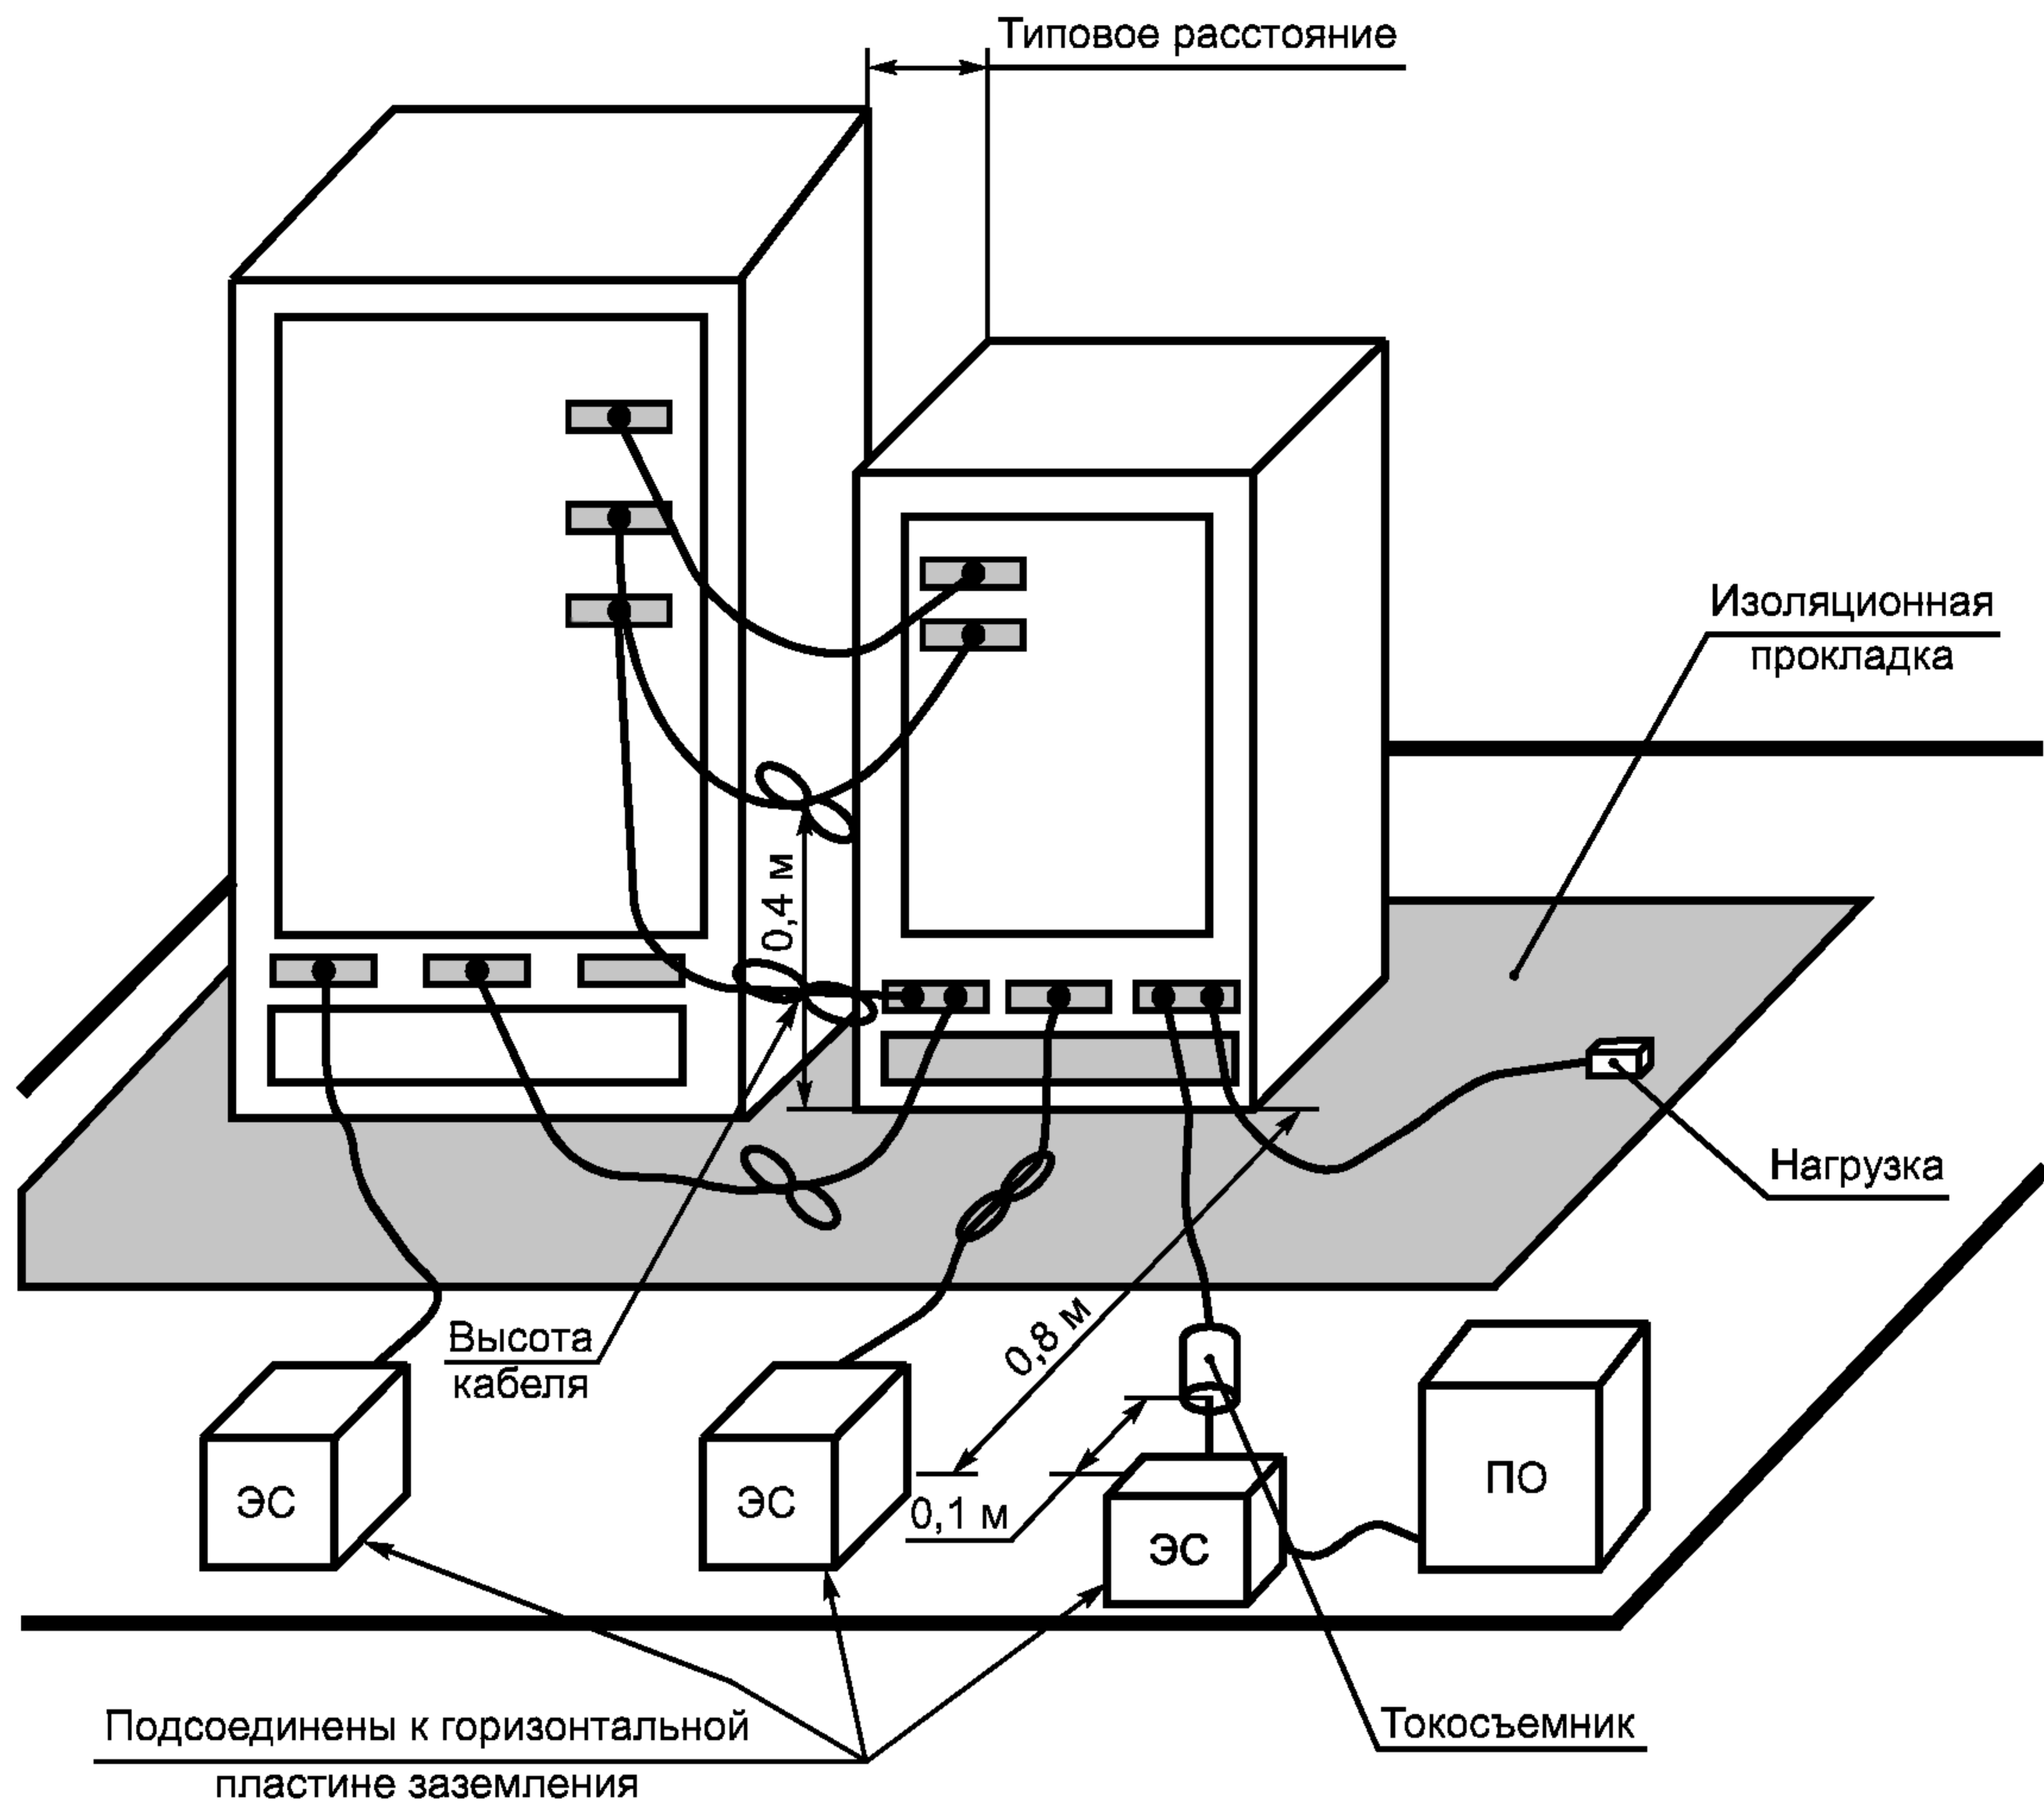 Типовое расстояние
Изоляционная
прокладка
0,4 м
Нагрузка
Высота
кабеля
0,8 м
0,1 м
ЭС
ЭС
ЭС
ПО
Подсоединены к горизонтальной
пластине заземления
Токосъемник